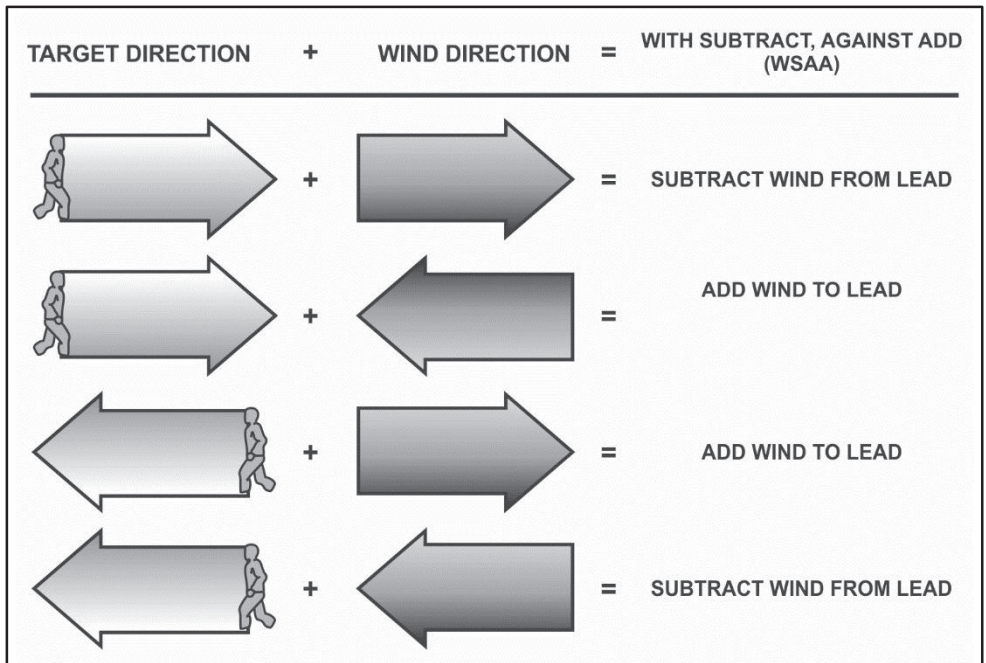 TARGET DIRECTION + WIND DIRECTION = WITH SUBTRACT, AGAINST ADD
(WSAA)
+ = SUBTRACT WIND FROM LEAD
+ = ADD WIND TO LEAD
+ = ADD WIND TO LEAD
+ = SUBTRACT WIND FROM LEAD